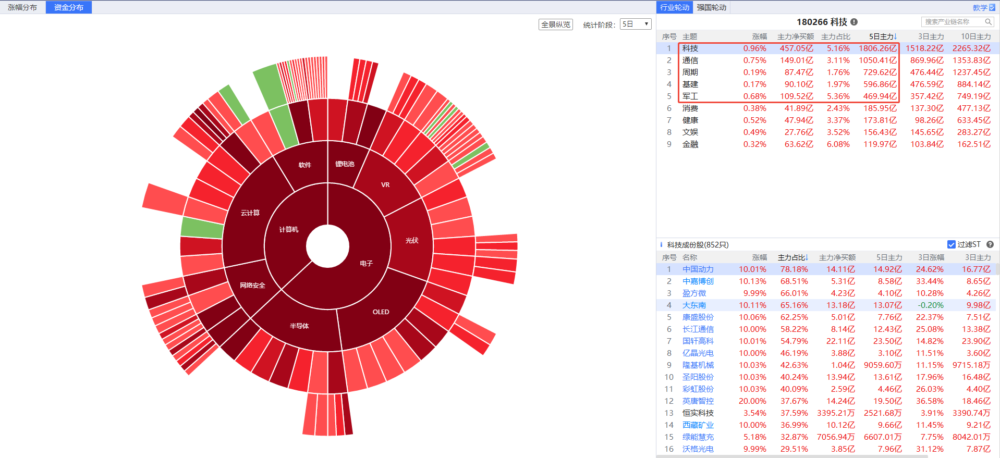 涨幅分布 资金分布
全景纵览 统计阶段: 5日
软件
锂电池
VR
云计算
计算机
光伏
电子
网络安全
OLED
半导体
行业轮动 强国轮动 教学
180266 科技 搜索产业链名称
序号 主题 涨幅 主力净买额 主力占比 5日主力↓ 3日主力 10日主力
1 科技 0.96% 457.05亿 5.16% 1806.26亿 1518.22亿 2265.32亿
2 通信 0.75% 149.01亿 3.11% 1050.41亿 869.96亿 1353.83亿
3 周期 0.19% 87.47亿 1.76% 729.62亿 476.44亿 1237.45亿
4 基建 0.17% 90.10亿 1.97% 596.86亿 476.59亿 884.14亿
5 军工 0.68% 109.52亿 5.36% 469.94亿 357.42亿 749.19亿
6 消费 0.38% 41.89亿 2.43% 185.95亿 137.30亿 477.13亿
7 健康 0.52% 47.94亿 3.37% 173.81亿 98.26亿 633.45亿
8 文娱 0.49% 27.76亿 3.52% 156.43亿 145.65亿 283.27亿
9 金融 0.32% 63.62亿 6.08% 119.97亿 103.84亿 162.51亿
科技成份股(852只) 过滤ST
序号 名称 涨幅 主力占比↓ 主力净买额 5日主力 3日涨幅 3日主力
1 中国动力 10.01% 78.18% 14.11亿 14.92亿 24.62% 16.77亿
2 中嘉博创 10.13% 68.51% 5.31亿 8.58亿 33.44% 8.65亿
3 盈方微 9.99% 66.01% 4.23亿 4.10亿 10.28% 4.26亿
4 大东南 10.11% 65.16% 13.18亿 13.07亿 -0.20% 9.98亿
5 康盛股份 10.06% 62.25% 5.01亿 7.76亿 22.37% 7.51亿
6 长江通信 10.00% 58.22% 8.14亿 12.43亿 25.08% 13.38亿
7 国轩高科 10.01% 54.79% 22.11亿 23.50亿 14.82% 23.90亿
8 亿晶光电 10.00% 46.19% 3.88亿 3.10亿 11.51% 3.60亿
9 隆基机械 10.03% 42.63% 1.04亿 9059.60万 11.15% 9715.18万
10 圣阳股份 10.03% 40.24% 13.94亿 13.61亿 17.96% 16.48亿
11 彩虹股份 10.03% 40.09% 2.59亿 4.46亿 26.03% 4.40亿
12 英唐智控 20.00% 37.67% 14.24亿 19.50亿 36.58% 18.46亿
13 恒实科技 3.54% 37.59% 3395.21万 2521.68万 3.91% 3390.74万
14 西藏矿业 10.00% 36.99% 10.12亿 9.66亿 11.45% 9.21亿
15 绿能慧充 5.18% 32.87% 7056.94万 6607.01万 7.75% 8042.01万
16 沃格光电 9.99% 29.51% 3.85亿 7.96亿 31.12% 7.87亿